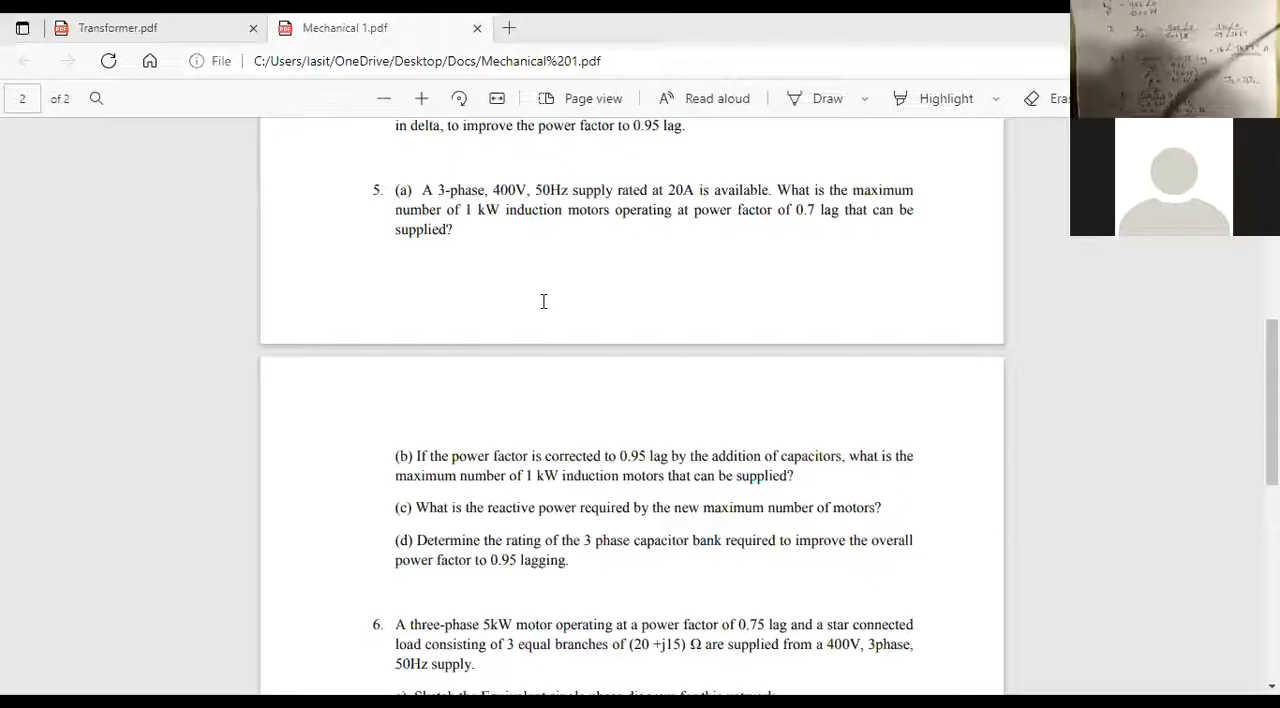 Transformer.pdf
Mechanical 1.pdf
File
C:/Users/lasit/OneDrive/Desktop/Docs/Mechanical%201.pdf
2 of 2
Page view
Read aloud
Draw
Highlight
Eras
in delta, to improve the power factor to 0.95 lag.
5. (a) A 3-phase, 400V, 50Hz supply rated at 20A is available. What is the maximum
number of 1 kW induction motors operating at power factor of 0.7 lag that can be
supplied?
(b) If the power factor is corrected to 0.95 lag by the addition of capacitors, what is the
maximum number of 1 kW induction motors that can be supplied?
(c) What is the reactive power required by the new maximum number of motors?
(d) Determine the rating of the 3 phase capacitor bank required to improve the overall
power factor to 0.95 lagging.
6. A three-phase 5kW motor operating at a power factor of 0.75 lag and a star connected
load consisting of 3 equal branches of (20 +j15) Ω are supplied from a 400V, 3phase,
50Hz supply.